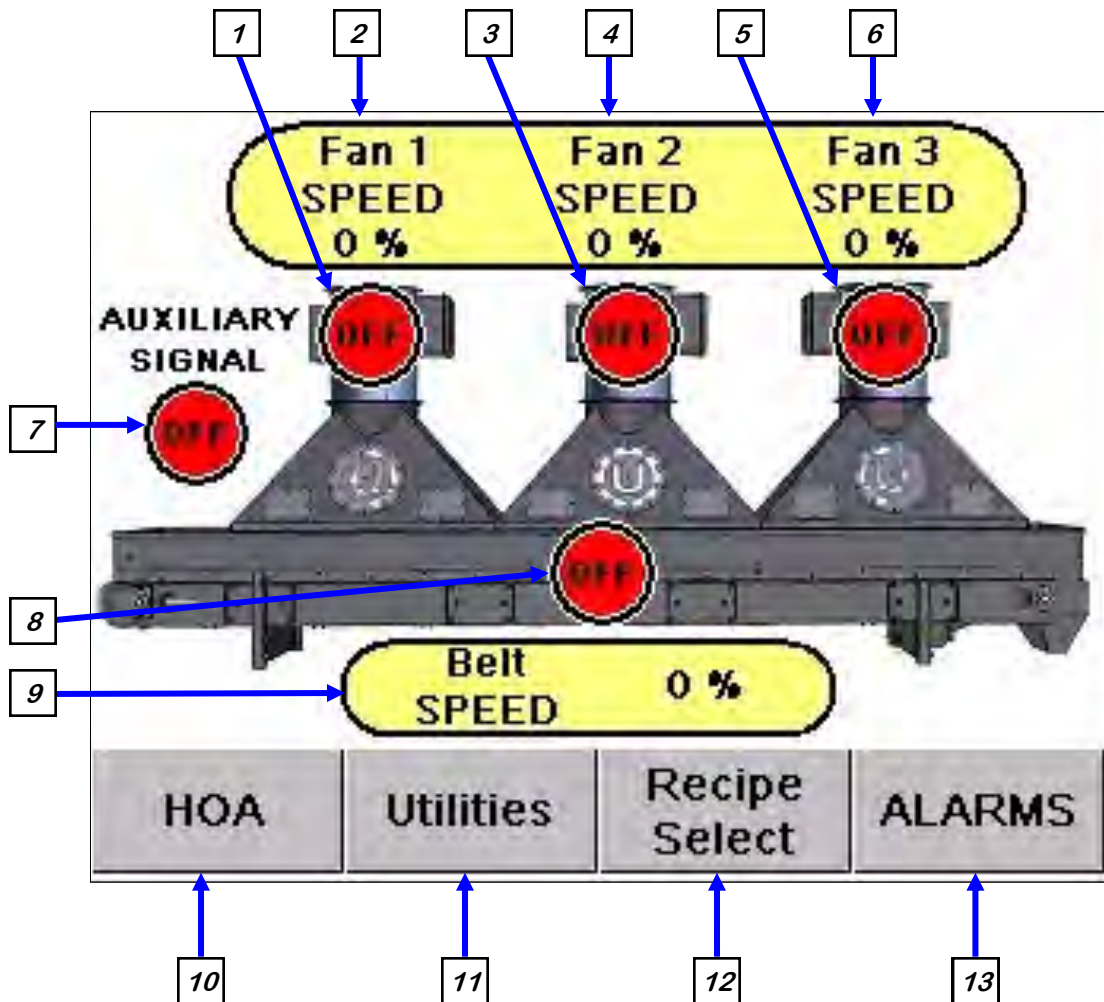 1 2 3 4 5 6
Fan 1 Fan 2 Fan 3
SPEED SPEED SPEED
0 % 0 % 0 %
OFF OFF OFF
AUXILIARY
SIGNAL
7
OFF
U U U
OFF
8
9
Belt
SPEED 0 %
HOA Utilities Recipe
Select ALARMS
10 11 12 13